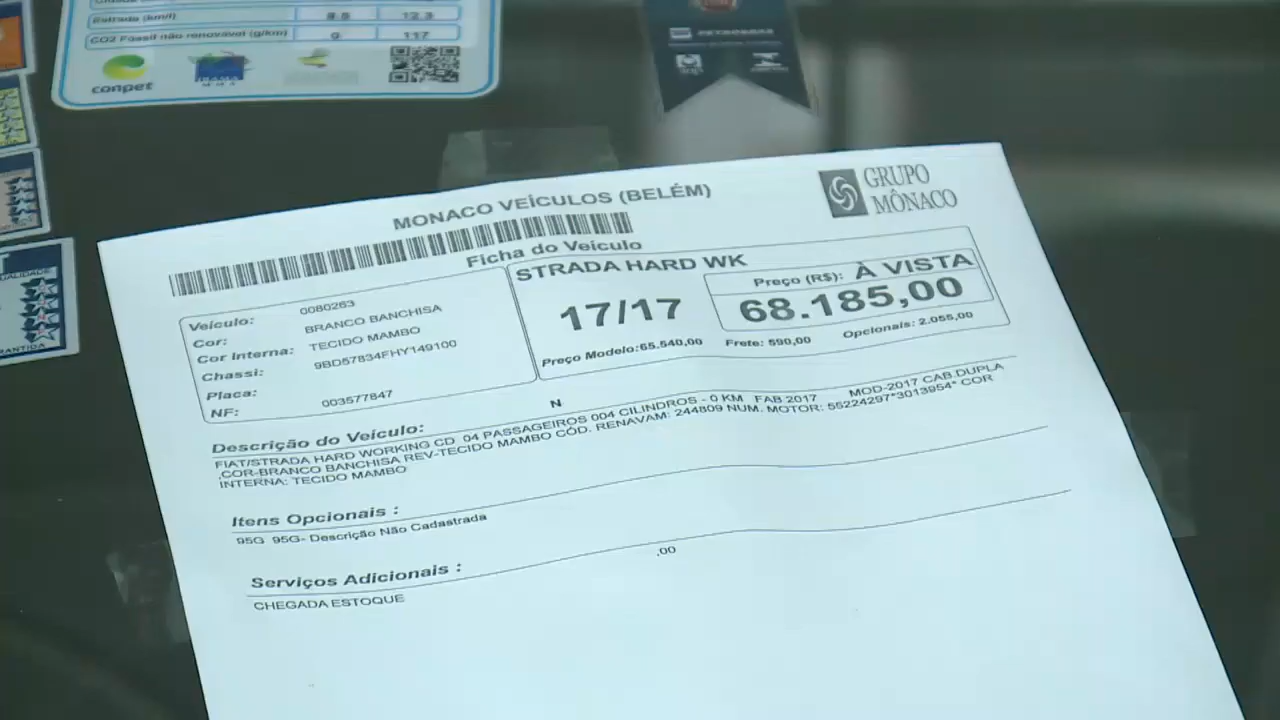 Estrada (km/l) 12.3
CO2 Fóssil não renovável (g/km) 0 117
conpet
IBAMA
M M A
PETROBRAS
MONACO VEÍCULOS (BELÉM)
GRUPO
MÔNACO
Ficha do Veículo
Veículo: 0080263
Cor: BRANCO BANCHISA
Cor Interna: TECIDO MAMBO
Chassi: 9BD57834FHY149100
Placa:
NF: 003577847
STRADA HARD WK
17/17
Preço (R$): À VISTA
68.185,00
Preço Modelo:65.540,00 Frete: 590,00 Opcionais: 2.055,00
N
Descrição do Veículo:
FIAT/STRADA HARD WORKING CD 04 PASSAGEIROS 004 CILINDROS - 0 KM FAB.2017 MOD-2017 CAB.DUPLA
,COR-BRANCO BANCHISA REV-TECIDO MAMBO CÓD. RENAVAM: 244809 NUM. MOTOR: 55224297*3013954* COR
INTERNA: TECIDO MAMBO
Itens Opcionais :
95G 95G- Descrição Não Cadastrada
,00
Serviços Adicionais :
CHEGADA ESTOQUE